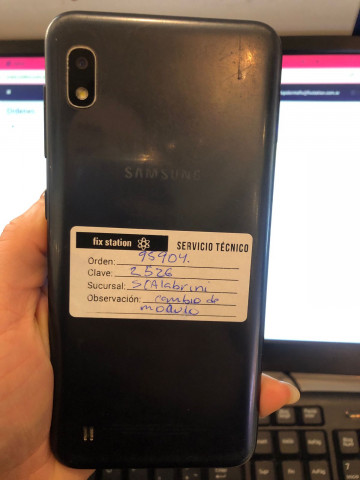 SAMSUNG
fix station SERVICIO TÉCNICO
Orden: 95904.
Clave: 2526
Sucursal: SCAlabrini
Observación: cambio de
modulo